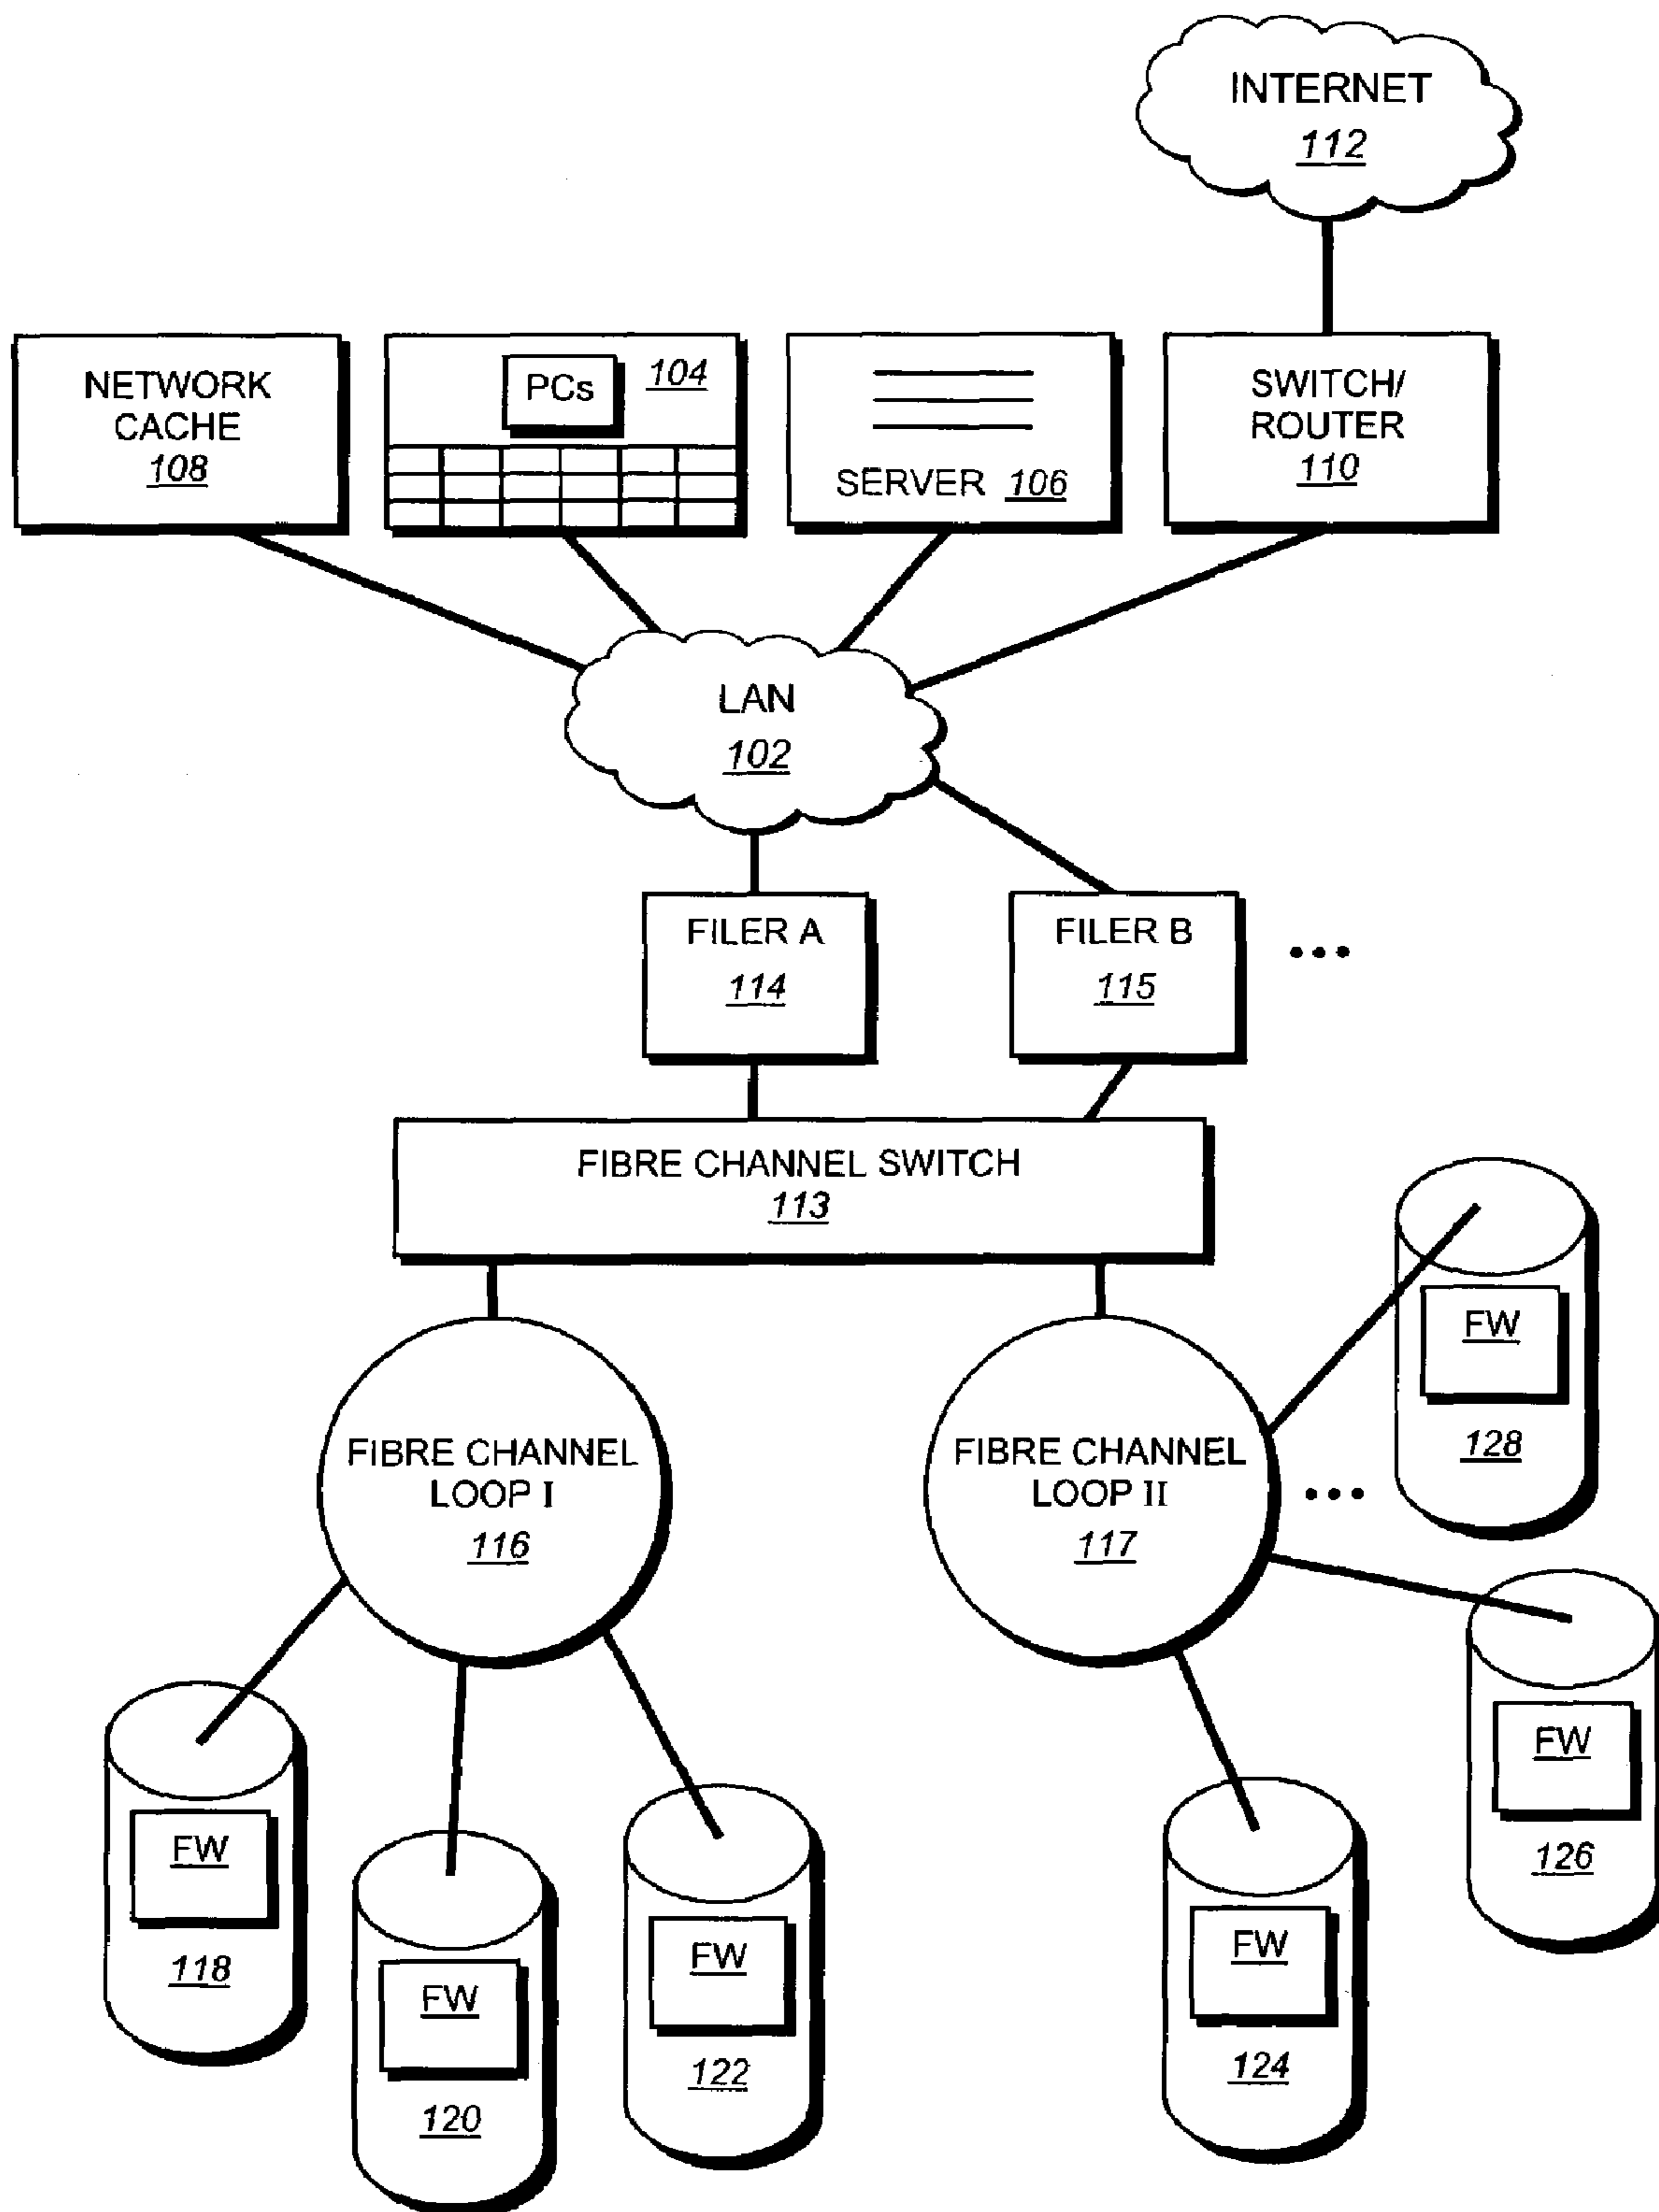 INTERNET
112
NETWORK
CACHE
108
PCs
104
SERVER 106
SWITCH/
ROUTER
110
LAN
102
FILER A
114
FILER B
115
•••
FIBRE CHANNEL SWITCH
113
FIBRE CHANNEL
LOOP I
116
FIBRE CHANNEL
LOOP II
117
•••
FW
128
FW
126
FW
118
FW
120
FW
122
FW
124